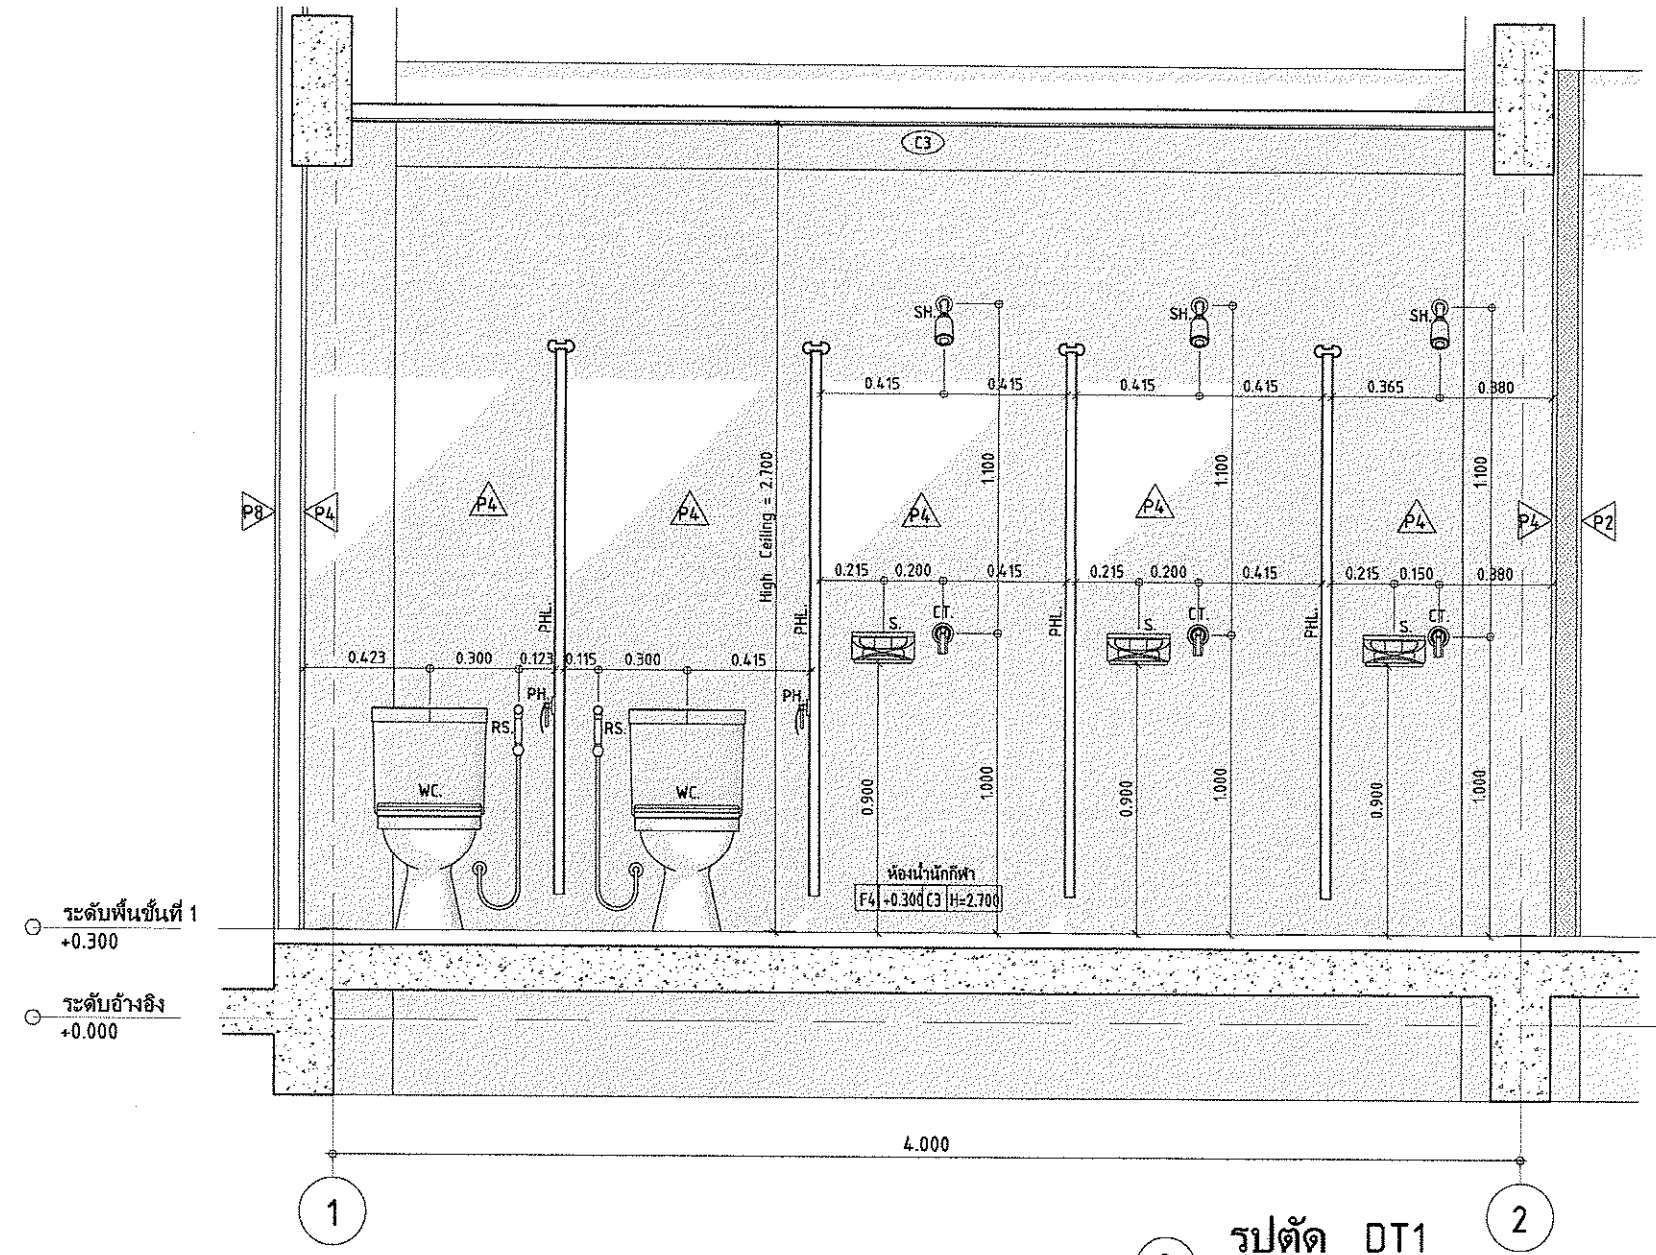 C3
SH. SH. SH.
0.415 0.415 0.415 0.415 0.365 0.380
High Ceiling = 2.700
1.100 1.100 1.100
P8 P4 P4 P4 P4 P4 P4 P4 P2
0.215 0.200 0.415 0.215 0.200 0.415 0.215 0.150 0.380
PHL. PHL. PHL. PHL.
S. CT. S. CT. S. CT.
0.423 0.300 0.123 0.115 0.300 0.415
PH. PH.
RS. RS.
WC. WC.
0.900 1.000 0.900 1.000 0.900 1.000
ห้องน้ำนักกีฬา
F4 +0.300 C3 H=2.700
ระดับพื้นชั้นที่ 1
+0.300
ระดับอ้างอิง
+0.000
4.000
1 2
รูปตัด DT1